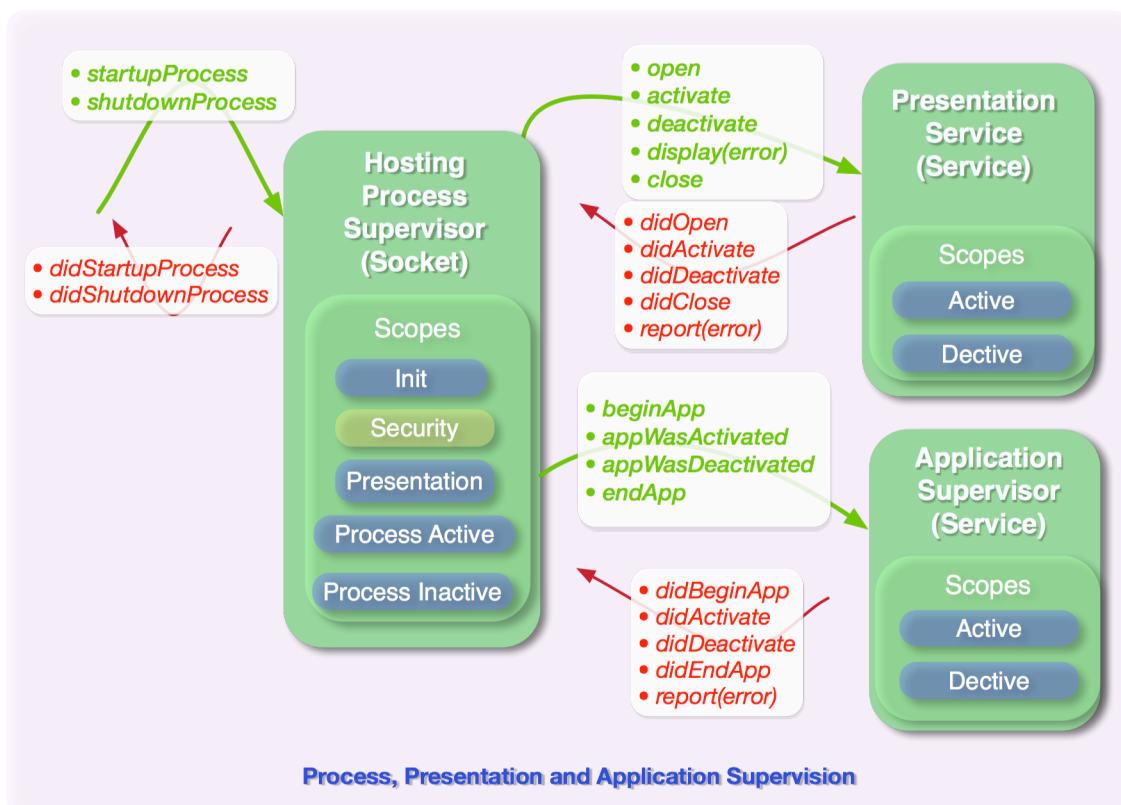 • startupProcess
• shutdownProcess
• didStartupProcess
• didShutdownProcess
Hosting
Process
Supervisor
(Socket)
Scopes
Init
Security
Presentation
Process Active
Process Inactive
• open
• activate
• deactivate
• display(error)
• close
• didOpen
• didActivate
• didDeactivate
• didClose
• report(error)
Presentation
Service
(Service)
Scopes
Active
Dective
• beginApp
• appWasActivated
• appWasDeactivated
• endApp
• didBeginApp
• didActivate
• didDeactivate
• didEndApp
• report(error)
Application
Supervisor
(Service)
Scopes
Active
Dective
Process, Presentation and Application Supervision